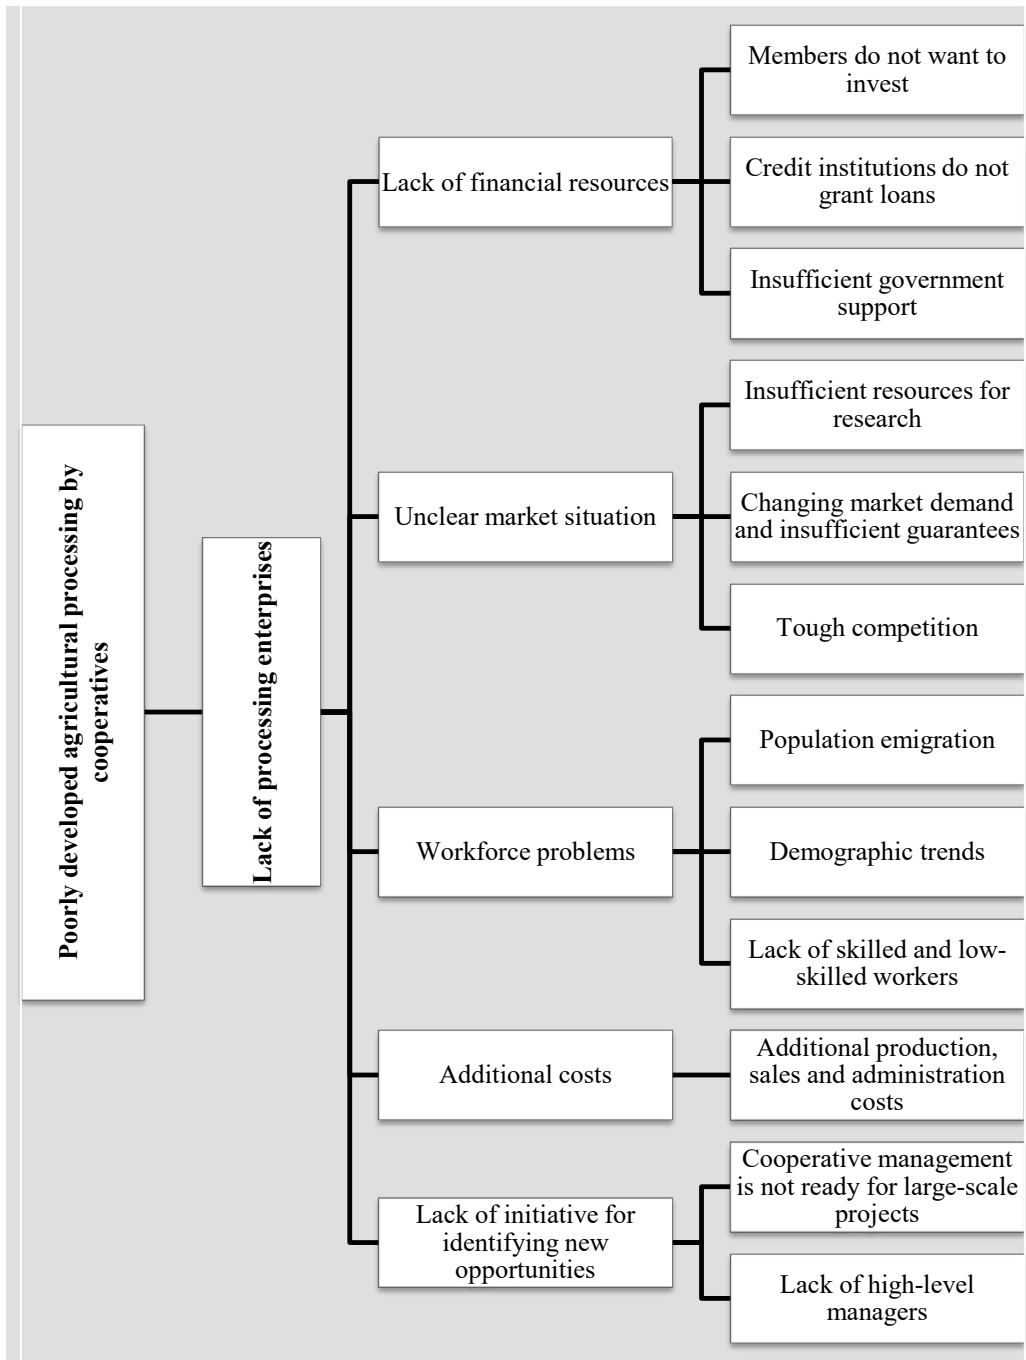 Poorly developed agricultural processing by
cooperatives
Lack of processing enterprises
Lack of financial resources
Members do not want to
invest
Credit institutions do not
grant loans
Insufficient government
support
Unclear market situation
Insufficient resources for
research
Changing market demand
and insufficient guarantees
Tough competition
Workforce problems
Population emigration
Demographic trends
Lack of skilled and low-
skilled workers
Additional costs
Additional production,
sales and administration
costs
Lack of initiative for
identifying new
opportunities
Cooperative management
is not ready for large-scale
projects
Lack of high-level
managers